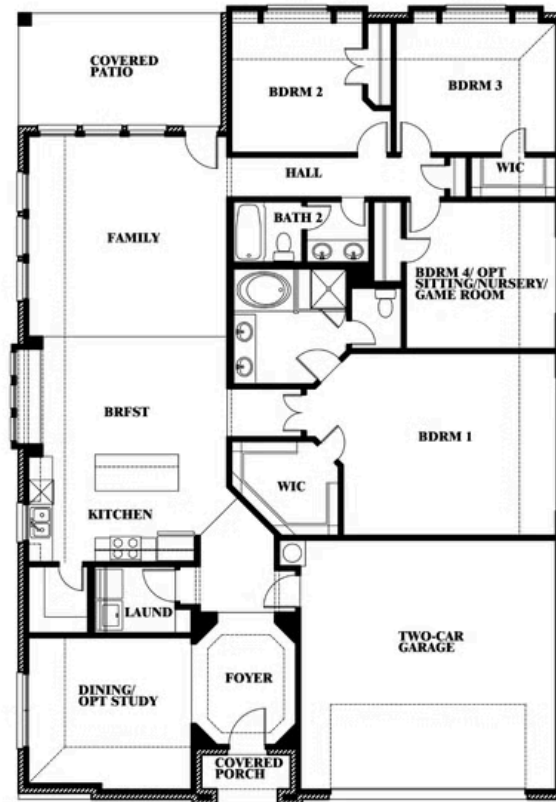 COVERED
PATIO
BDRM 2
BDRM 3
HALL
WIC
BATH 2
FAMILY
BDRM 4/ OPT
SITTING/NURSERY/
GAME ROOM
BRFST
BDRM 1
WIC
KITCHEN
LAUND
TWO-CAR
GARAGE
DINING/
OPT STUDY
FOYER
COVERED
PORCH